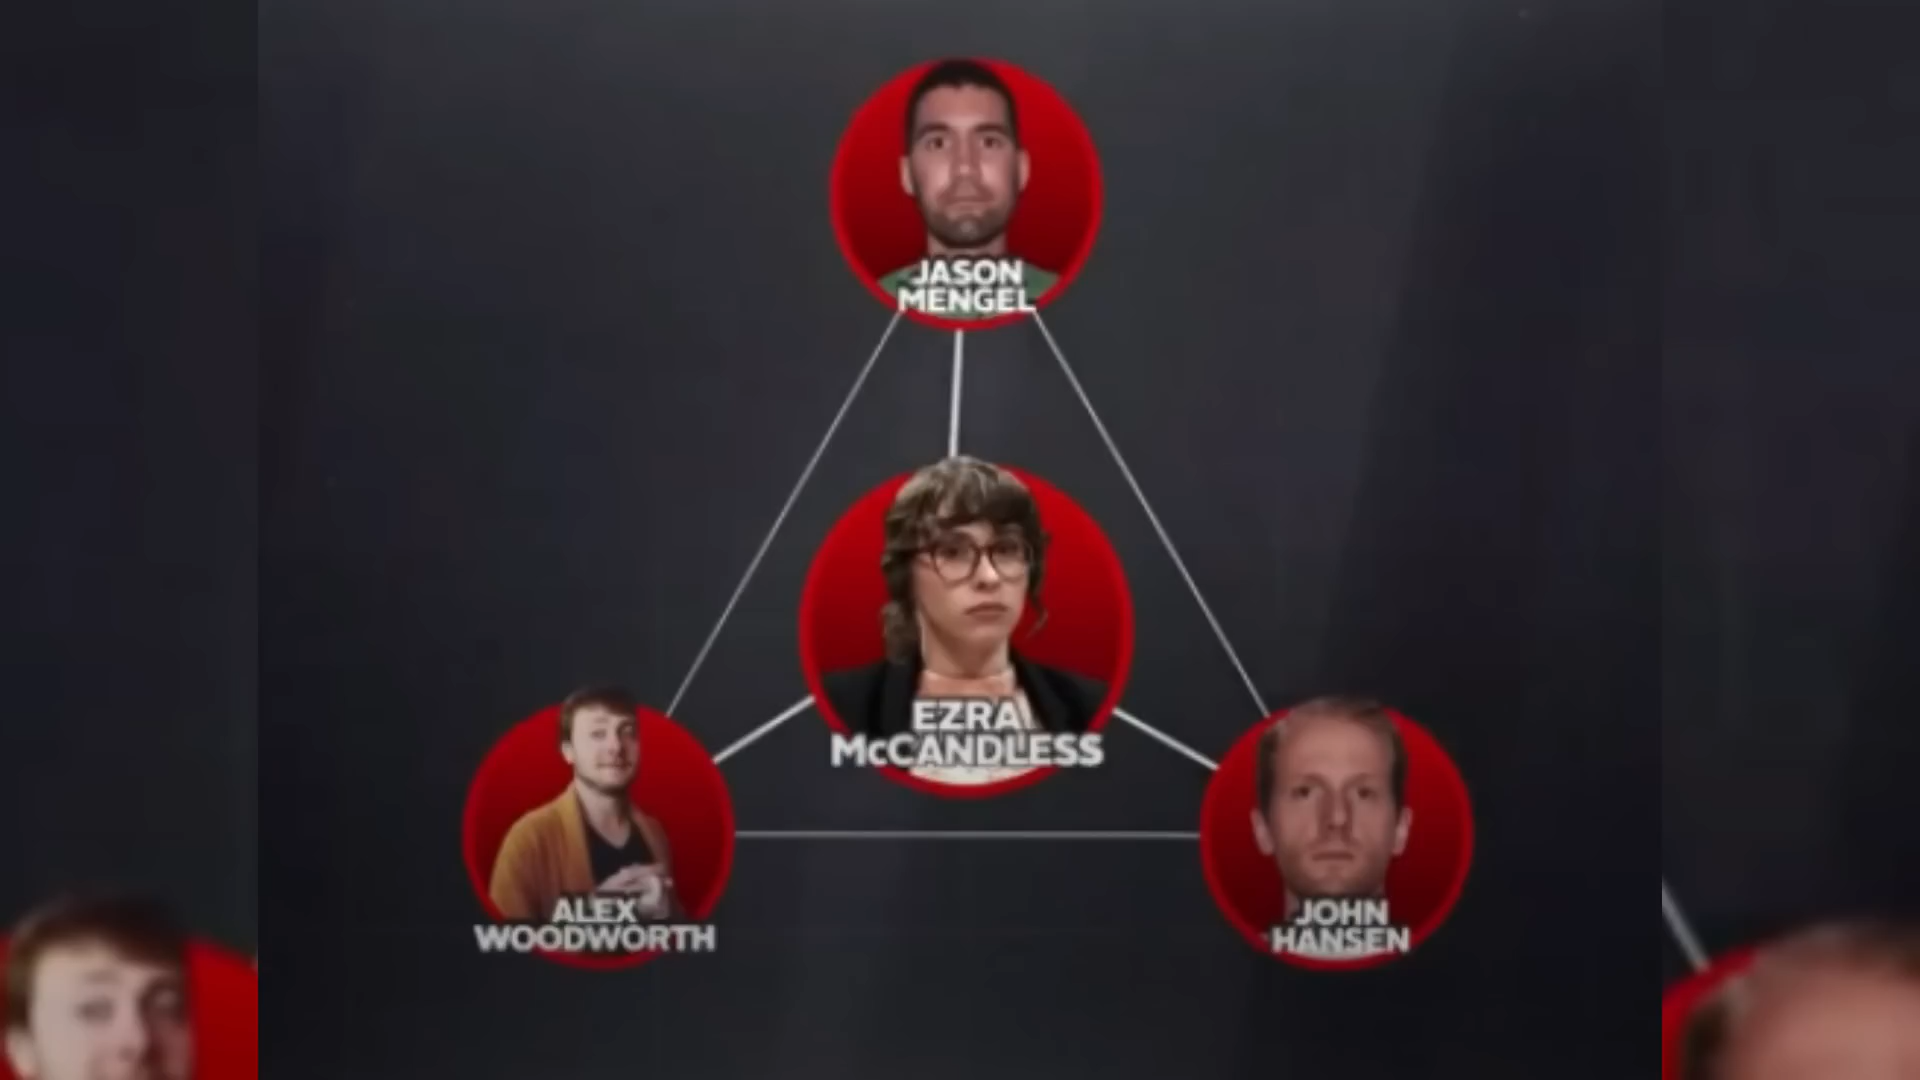 JASON
MENGEL
EZRA
McCANDLESS
ALEX
WOODWORTH
JOHN
HANSEN